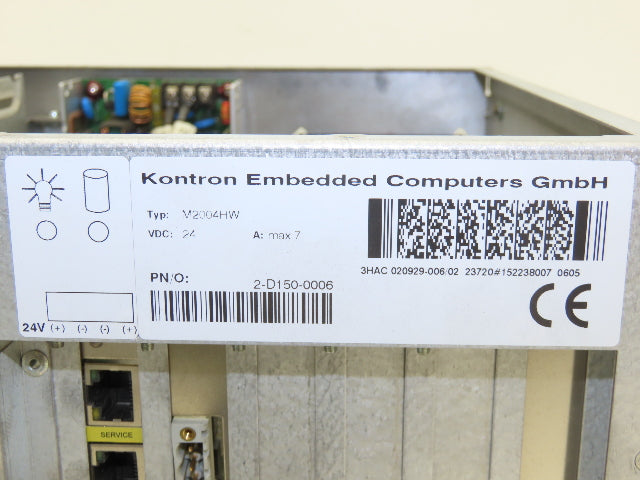 Kontron Embedded Computers GmbH
Typ: M2004HW
VDC: 24 A: max 7
3HAC 020929-006/02 23720#152238007 0605
PN/O: 2-D150-0006
CE
24V (+) (-) (-) (+)
SERVICE